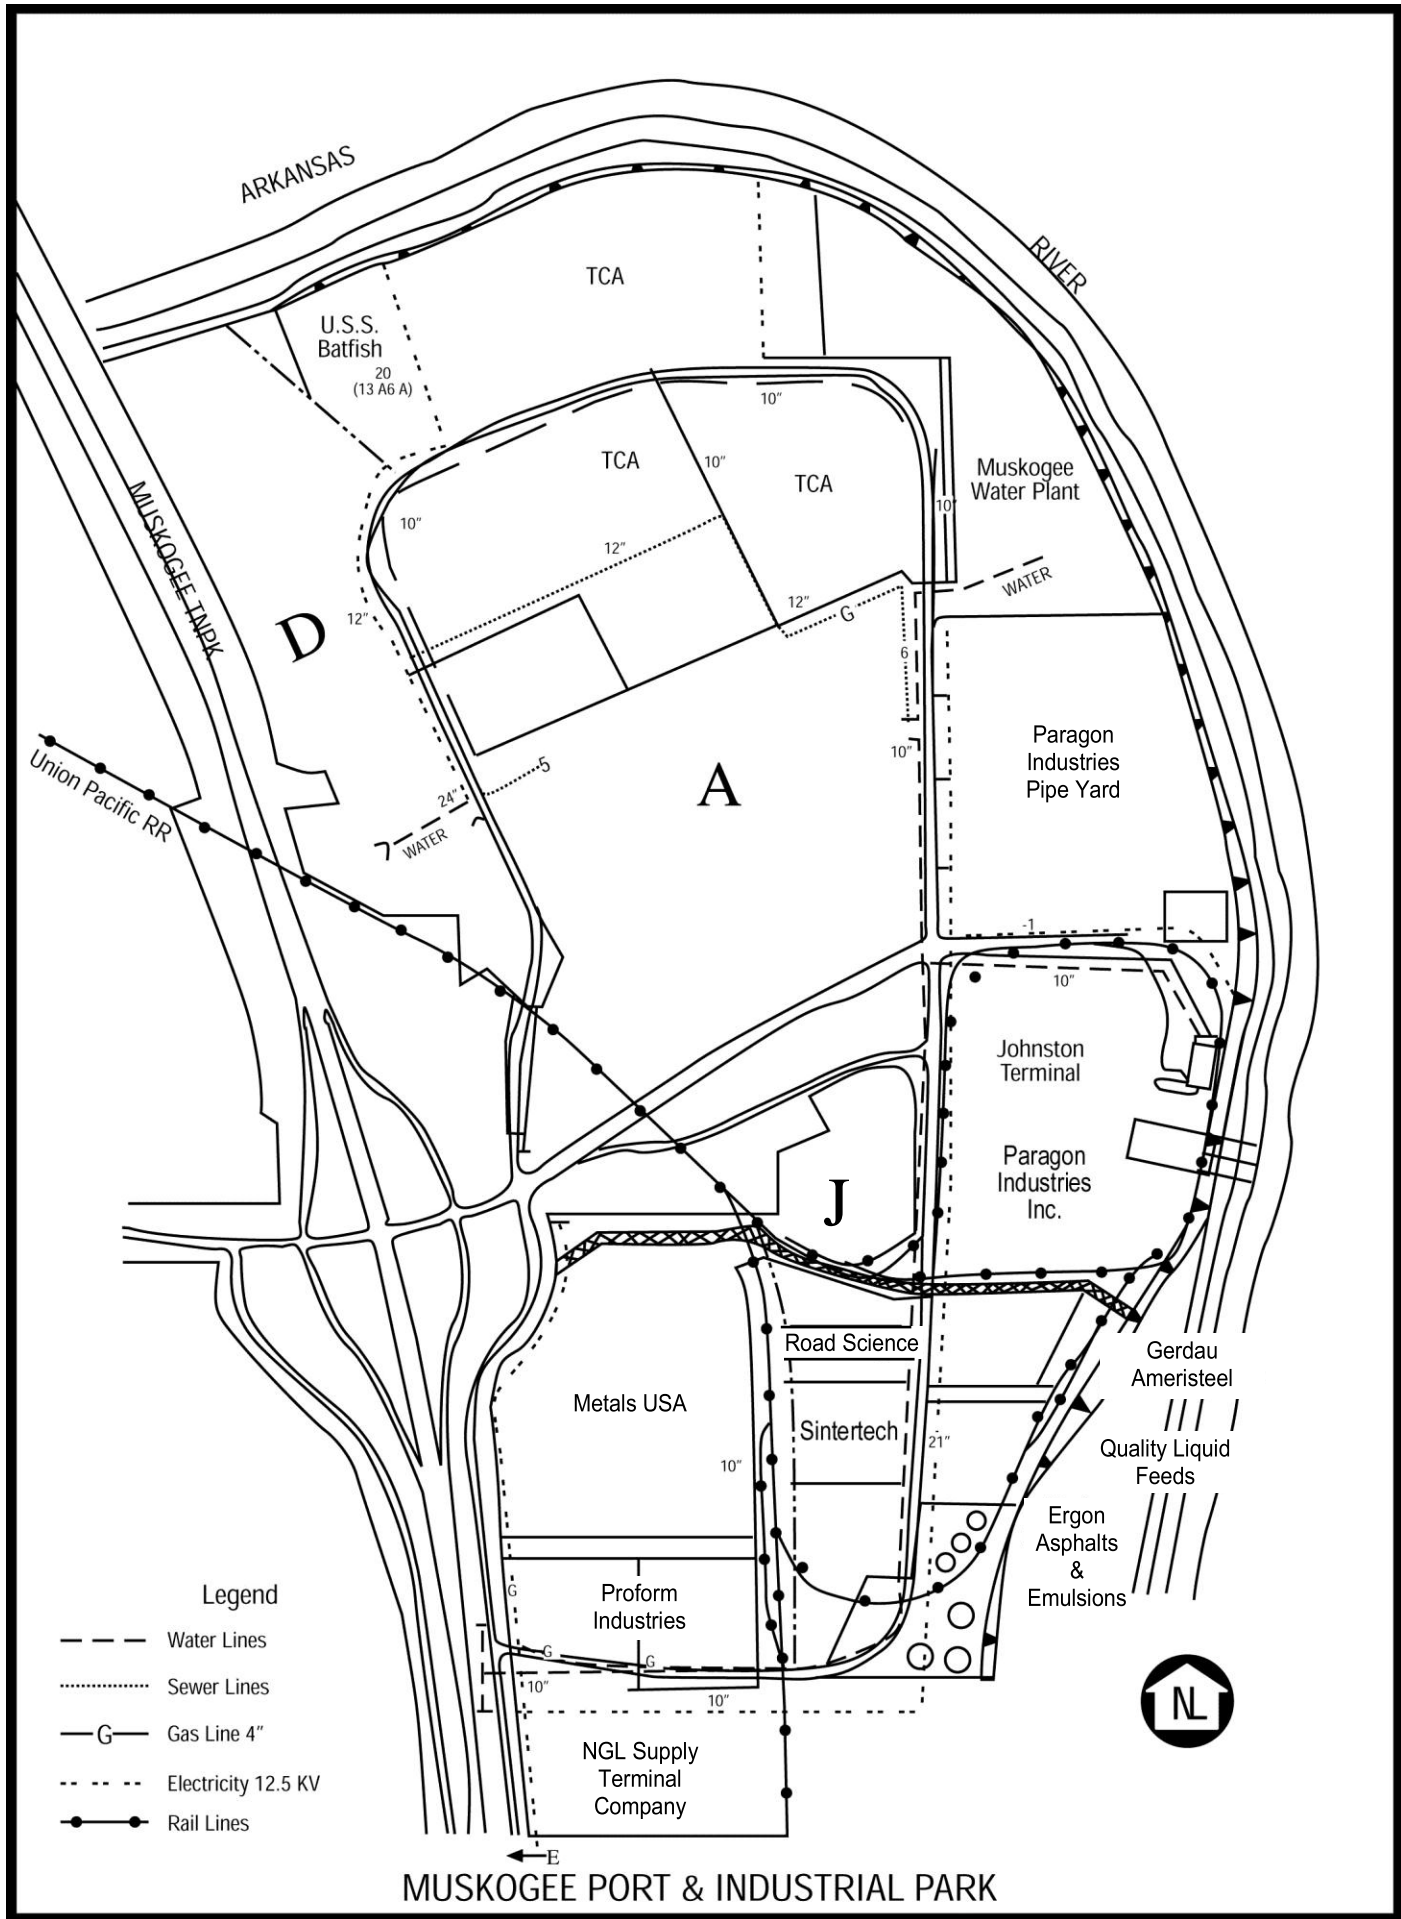 ARKANSAS
RIVER
TCA
U.S.S.
Batfish
20
(13 A6 A)
10"
TCA
10"
TCA
Muskogee
Water Plant
10"
10"
12"
MUSKOGEE TNPK
D
12"
12"
G
WATER
6
Paragon
Industries
Pipe Yard
10"
5
24"
WATER
A
Union Pacific RR
-1
10"
Johnston
Terminal
Paragon
Industries
Inc.
J
Road Science
Gerdau
Ameristeel
Metals USA
Sintertech
21"
Quality Liquid
Feeds
10"
Ergon
Asphalts
&
Emulsions
G
Proform
Industries
G
G
10"
10"
NGL Supply
Terminal
Company
E
Legend
Water Lines
Sewer Lines
G
Gas Line 4"
Electricity 12.5 KV
Rail Lines
NL
MUSKOGEE PORT & INDUSTRIAL PARK